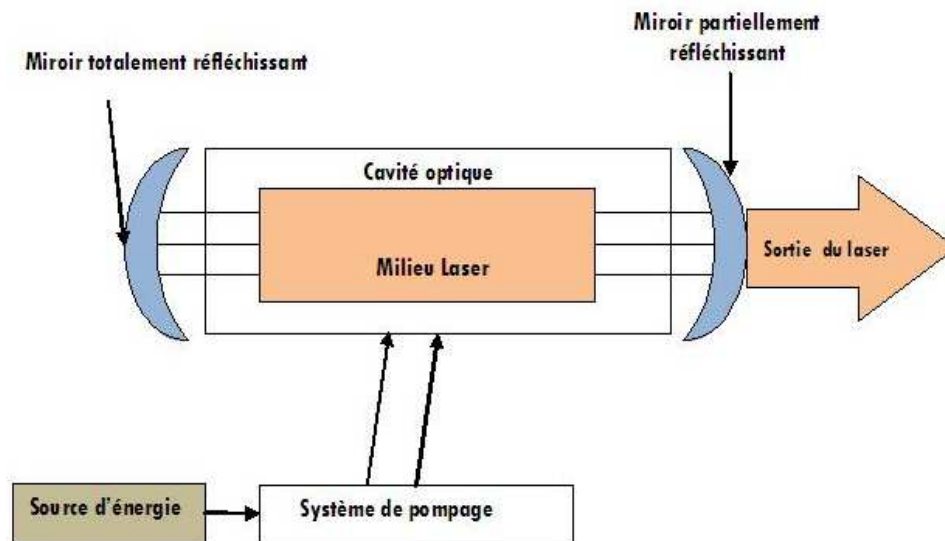 Miroir partiellement
réfléchissant
Miroir totalement réfléchissant
Cavité optique
Milieu Laser
Sortie du laser
Source d'énergie
Système de pompage